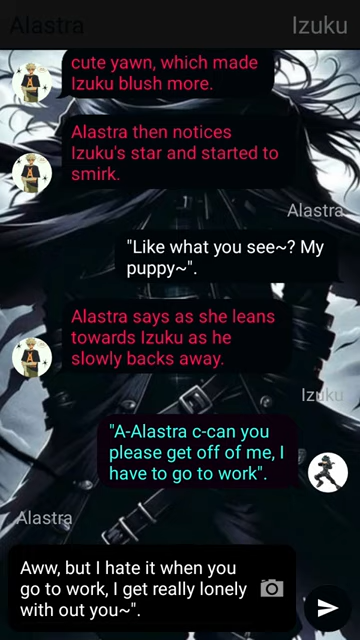 Alastra Izuku
cute yawn, which made
Izuku blush more.
Alastra then notices
Izuku's star and started to
smirk.
Alastra
"Like what you see~? My
puppy~".
Alastra says as she leans
towards Izuku as he
slowly backs away.
Izuku
"A-Alastra c-can you
please get off of me, I
have to go to work".
Alastra
Aww, but I hate it when you
go to work, I get really lonely
with out you~".